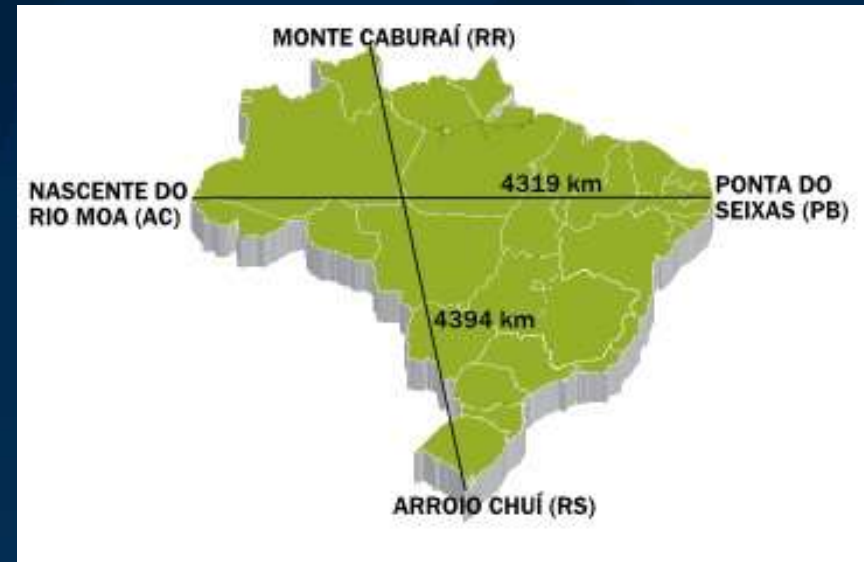 MONTE CABURAÍ (RR)
NASCENTE DO
RIO MOA (AC)
4319 km
PONTA DO
SEIXAS (PB)
4394 km
ARROIO CHUÍ (RS)